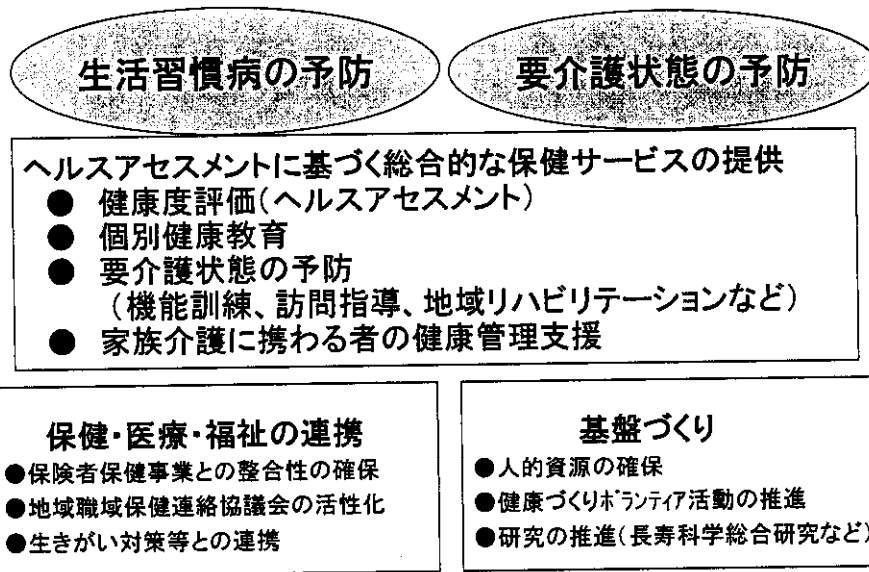 生活習慣病の予防
要介護状態の予防
ヘルスアセスメントに基づく総合的な保健サービスの提供
● 健康度評価(ヘルスアセスメント)
● 個別健康教育
● 要介護状態の予防
(機能訓練、訪問指導、地域リハビリテーションなど)
● 家族介護に携わる者の健康管理支援
保健・医療・福祉の連携
●保険者保健事業との整合性の確保
●地域職域保健連絡協議会の活性化
●生きがい対策等との連携
基盤づくり
●人的資源の確保
●健康づくりボランティア活動の推進
●研究の推進(長寿科学総合研究など)